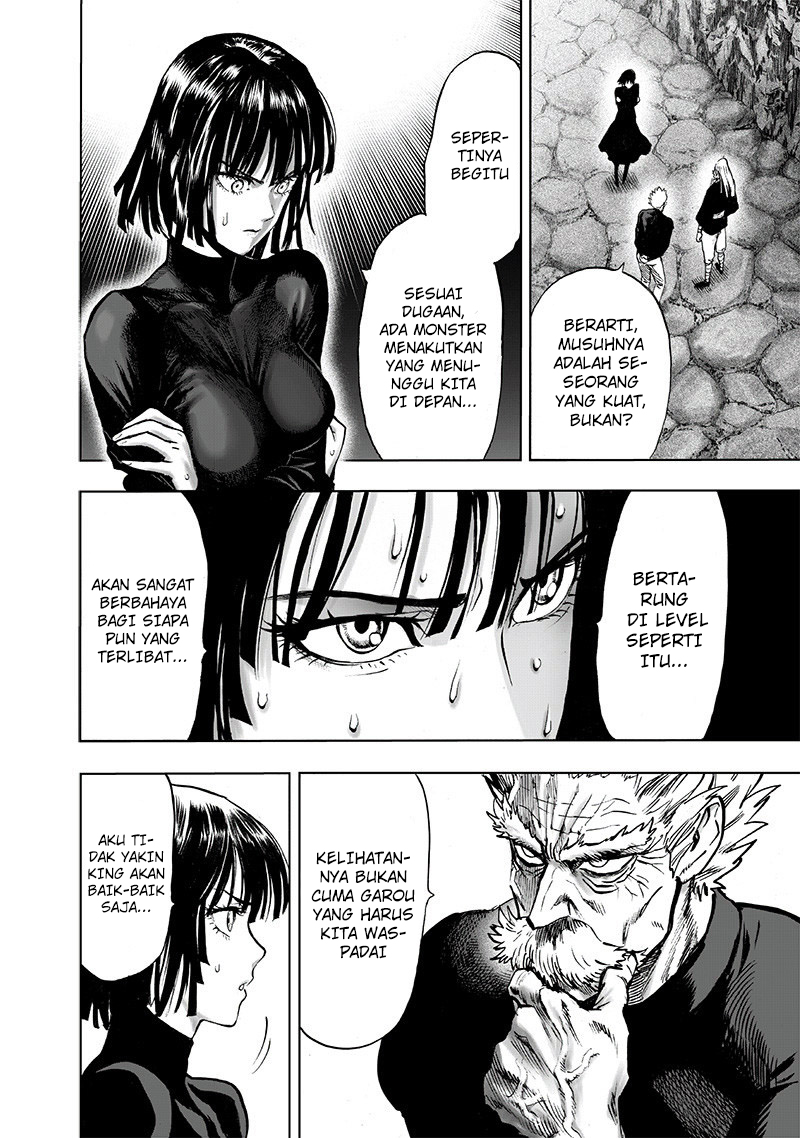 BERARTI,
MUSUHNYA
ADALAH SE-
SEORANG
YANG KUAT,
BUKAN?
SEPER-
TINYA
BEGITU
SESUAI
DUGAAN,
ADA MONSTER
MENAKUTKAN
YANG MENU-
NGGU KITA
DI DEPAN...
BERTA-
RUNG
DI LEVEL
SEPERTI
ITU...
AKAN SANGAT
BERBAHAYA
BAGI SIAPA
PUN YANG
TERLIBAT...
KELIHATAN-
NYA BUKAN
CUMA GAROU
YANG HARUS
KITA WAS-
PADAI
AKU TI-
DAK YAKIN
KING AKAN
BAIK-BAIK
SAJA...